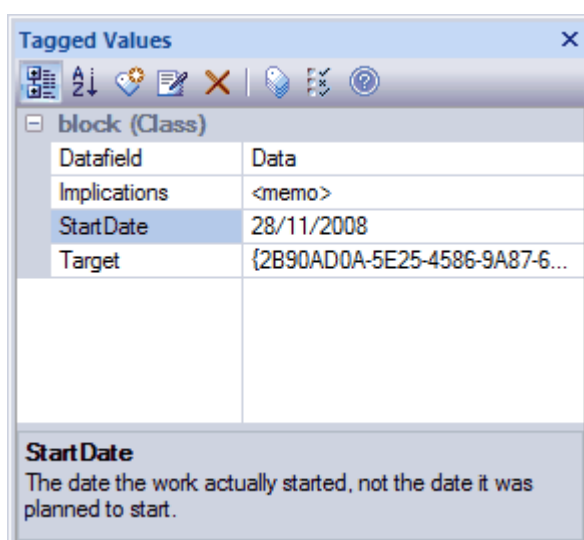 Tagged Values
block (Class)
Datafield Data
Implications <memo>
StartDate 28/11/2008
Target {2B90AD0A-5E25-4586-9A87-6...
StartDate
The date the work actually started, not the date it was
planned to start.